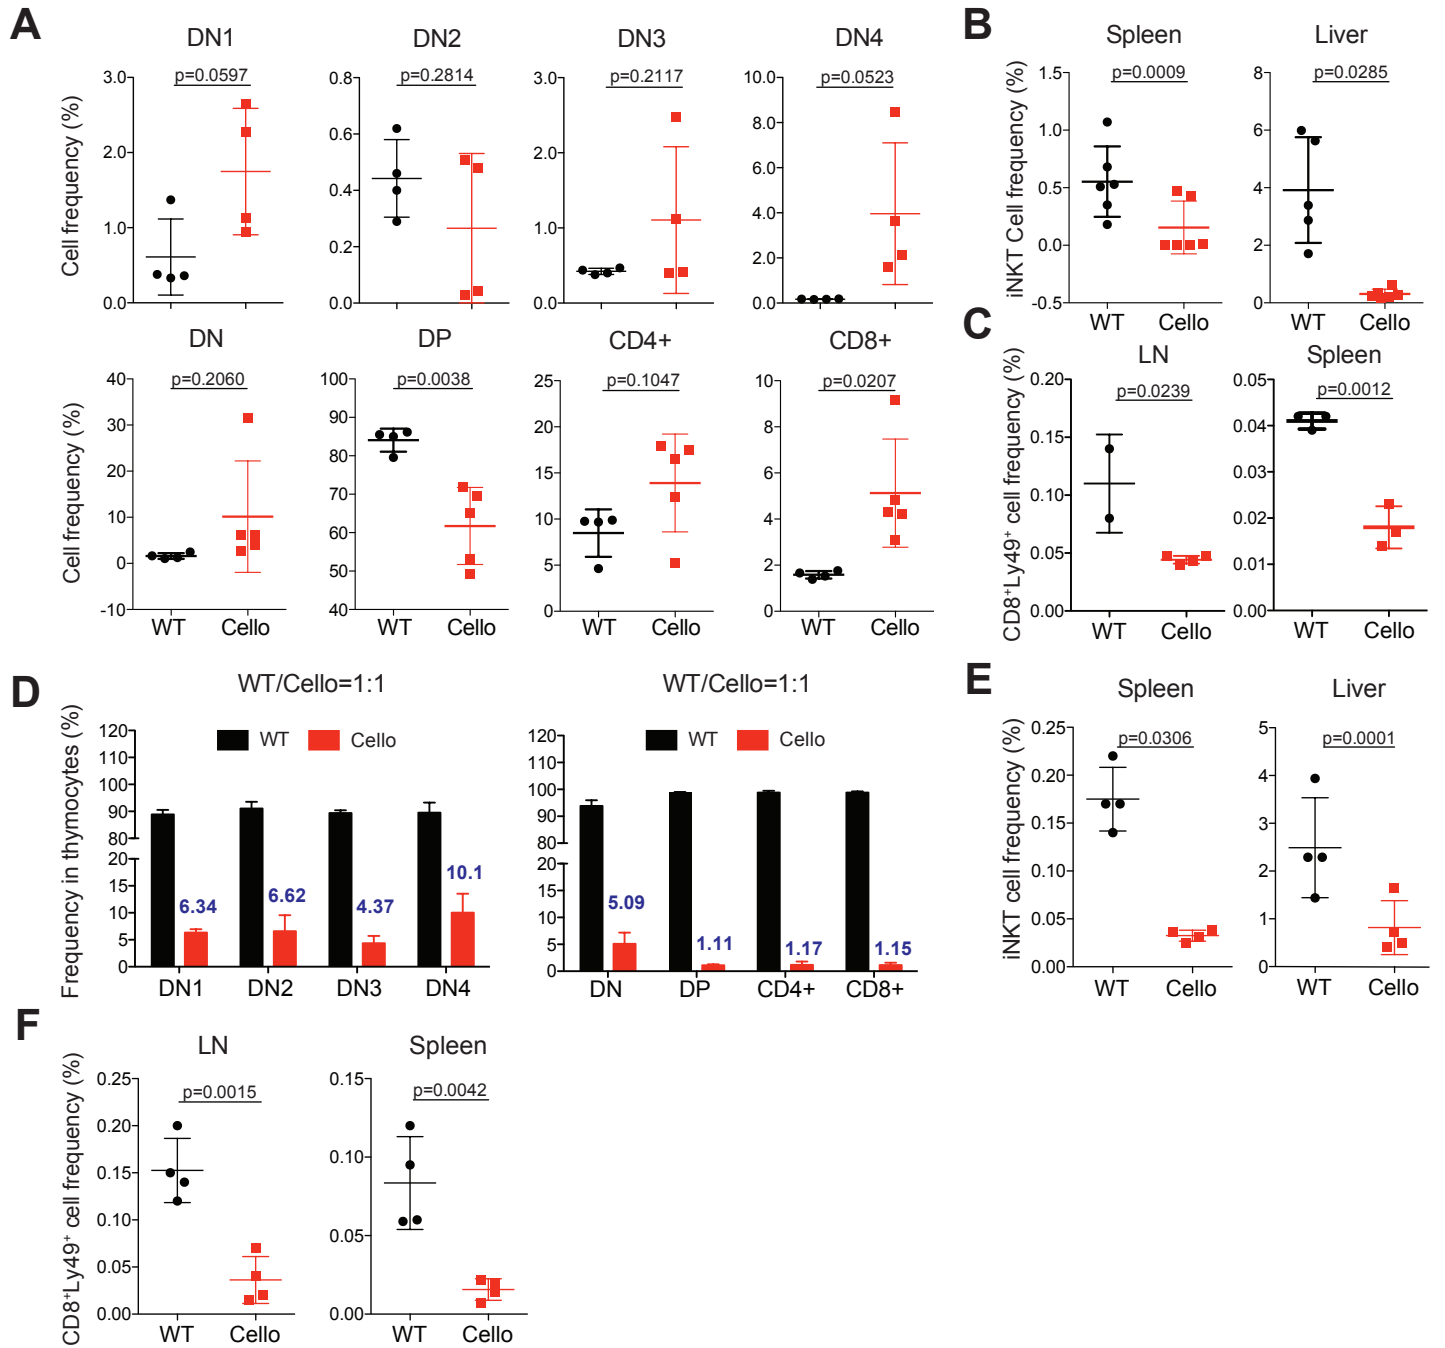 A
DN1
DN2
DN3
DN4
Cell frequency (%)
p=0.0597
3.0
2.0
1.0
0.0
p=0.2814
0.8
0.6
0.4
0.2
0.0
p=0.2117
3.0
2.0
1.0
0.0
p=0.0523
10.0
8.0
6.0
4.0
2.0
0.0
DN
DP
CD4+
CD8+
Cell frequency (%)
p=0.2060
40
30
20
10
0
-10
WT Cello
p=0.0038
100
90
80
70
60
50
40
WT Cello
p=0.1047
25
20
15
10
5
0
WT Cello
p=0.0207
10
8
6
4
2
0
WT Cello
B
Spleen
Liver
iNKT Cell frequency (%)
p=0.0009
1.5
1.0
0.5
0.0
-0.5
WT Cello
p=0.0285
8
6
4
2
0
WT Cello
C
LN
Spleen
CD8+Ly49+ cell frequency (%)
p=0.0239
0.20
0.15
0.10
0.05
0.00
WT Cello
p=0.0012
0.05
0.04
0.03
0.02
0.01
0.00
WT Cello
D
WT/Cello=1:1
Frequency in thymocytes (%)
WT Cello
120
110
100
90
80
20
15
10
5
0
6.34
6.62
4.37
10.1
DN1 DN2 DN3 DN4
WT/Cello=1:1
WT Cello
120
110
100
90
80
20
15
10
5
0
5.09
1.11
1.17
1.15
DN DP CD4+ CD8+
E
Spleen
Liver
iNKT cell frequency (%)
p=0.0306
0.25
0.20
0.15
0.05
0.00
WT Cello
p=0.0001
5
4
3
2
1
0
WT Cello
F
LN
Spleen
CD8+Ly49+ cell frequency (%)
p=0.0015
0.25
0.20
0.15
0.10
0.05
0.00
WT Cello
p=0.0042
0.15
0.10
0.05
0.00
WT Cello